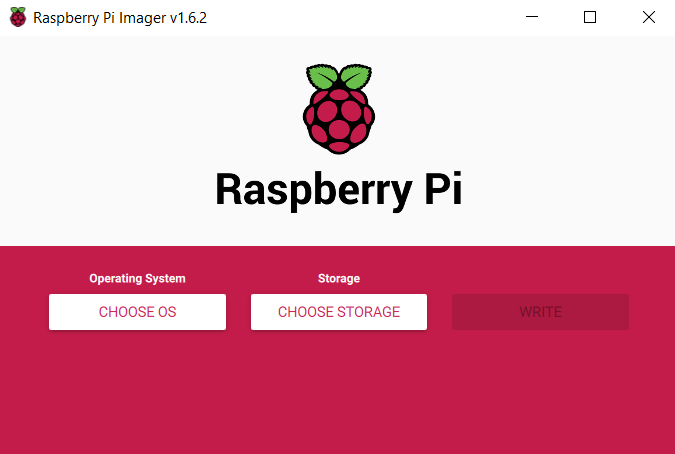 Raspberry Pi Imager v1.6.2
Raspberry Pi
Operating System
Storage
CHOOSE OS
CHOOSE STORAGE
WRITE